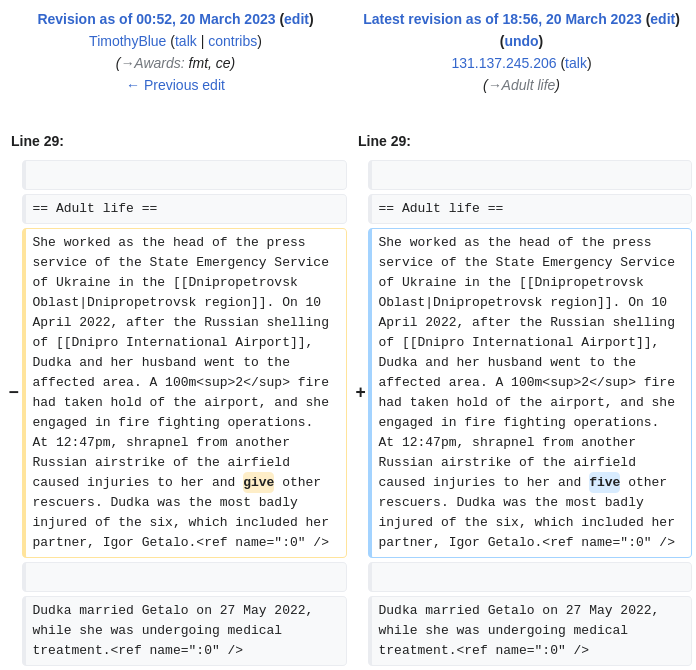 Revision as of 00:52, 20 March 2023 (edit)
TimothyBlue (talk | contribs)
(→Awards: fmt, ce)
← Previous edit
Latest revision as of 18:56, 20 March 2023 (edit)
(undo)
131.137.245.206 (talk)
(→Adult life)
Line 29:
Line 29:
== Adult life ==
== Adult life ==
−
She worked as the head of the press
service of the State Emergency Service
of Ukraine in the [[Dnipropetrovsk
Oblast|Dnipropetrovsk region]]. On 10
April 2022, after the Russian shelling
of [[Dnipro International Airport]],
Dudka and her husband went to the
affected area. A 100m<sup>2</sup> fire
had taken hold of the airport, and she
engaged in fire fighting operations.
At 12:47pm, shrapnel from another
Russian airstrike of the airfield
caused injuries to her and give other
rescuers. Dudka was the most badly
injured of the six, which included her
partner, Igor Getalo.<ref name=":0" />
+
She worked as the head of the press
service of the State Emergency Service
of Ukraine in the [[Dnipropetrovsk
Oblast|Dnipropetrovsk region]]. On 10
April 2022, after the Russian shelling
of [[Dnipro International Airport]],
Dudka and her husband went to the
affected area. A 100m<sup>2</sup> fire
had taken hold of the airport, and she
engaged in fire fighting operations.
At 12:47pm, shrapnel from another
Russian airstrike of the airfield
caused injuries to her and five other
rescuers. Dudka was the most badly
injured of the six, which included her
partner, Igor Getalo.<ref name=":0" />
Dudka married Getalo on 27 May 2022,
while she was undergoing medical
treatment.<ref name=":0" />
Dudka married Getalo on 27 May 2022,
while she was undergoing medical
treatment.<ref name=":0" />